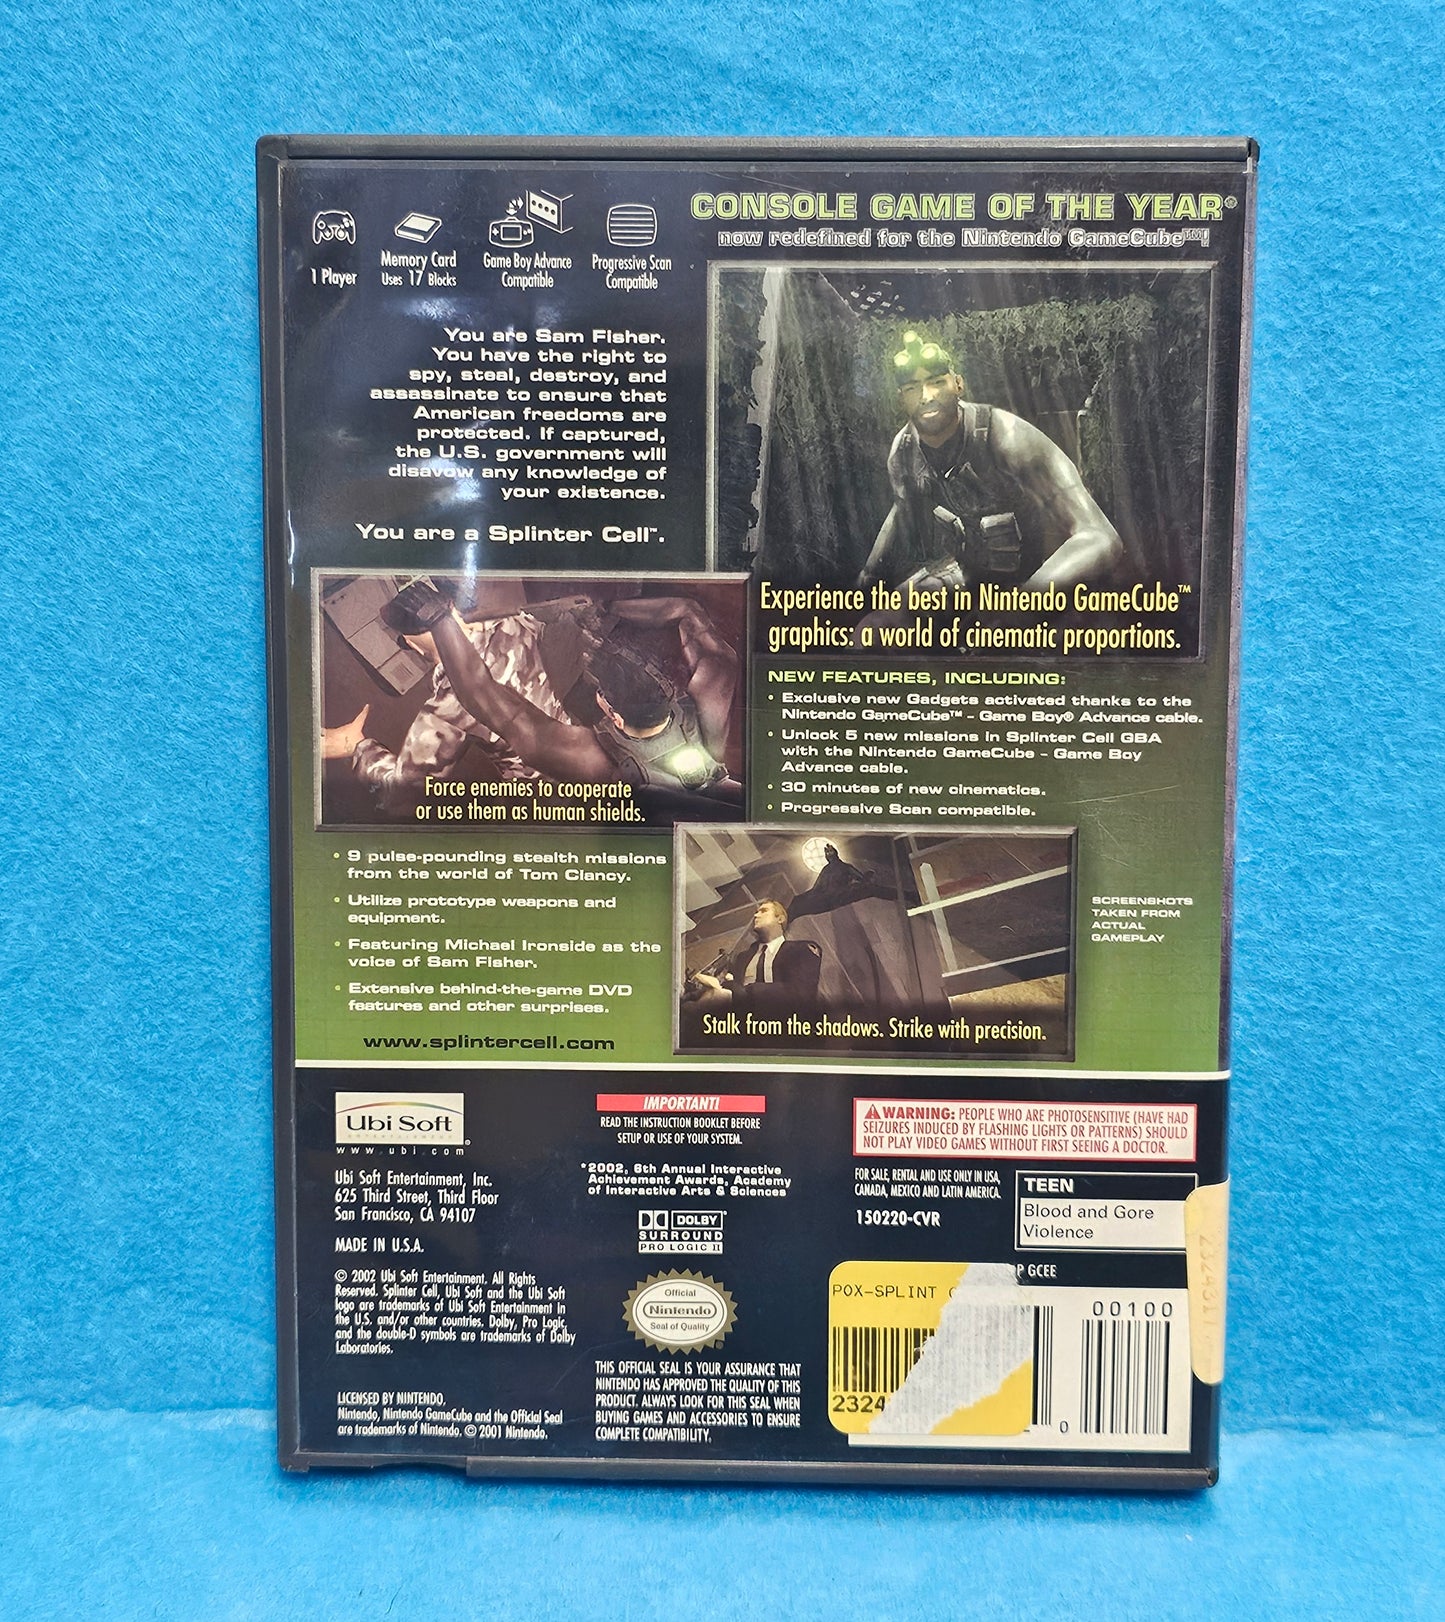 1 Player
Memory Card
Uses 17 Blocks
Game Boy Advance
Compatible
Progressive Scan
Compatible
CONSOLE GAME OF THE YEAR*
now redefined for the Nintendo GameCube™!
You are Sam Fisher.
You have the right to
spy, steal, destroy, and
assassinate to ensure that
American freedoms are
protected. If captured,
the U.S. government will
disavow any knowledge of
your existence.
You are a Splinter Cell™.
Experience the best in Nintendo GameCube™
graphics: a world of cinematic proportions.
NEW FEATURES, INCLUDING:
• Exclusive new Gadgets activated thanks to the
Nintendo GameCube™ - Game Boy® Advance cable.
• Unlock 5 new missions in Splinter Cell GBA
with the Nintendo GameCube - Game Boy
Advance cable.
• 30 minutes of new cinematics.
• Progressive Scan compatible.
Force enemies to cooperate
or use them as human shields.
• 9 pulse-pounding stealth missions
from the world of Tom Clancy.
• Utilize prototype weapons and
equipment.
• Featuring Michael Ironside as the
voice of Sam Fisher.
• Extensive behind-the-game DVD
features and other surprises.
www.splintercell.com
Stalk from the shadows. Strike with precision.
SCREENSHOTS
TAKEN FROM
ACTUAL
GAMEPLAY
Ubi Soft
ENTERTAINMENT
®
www.ubi.com
Ubi Soft Entertainment, Inc.
625 Third Street, Third Floor
San Francisco, CA 94107
MADE IN U.S.A.
© 2002 Ubi Soft Entertainment. All Rights
Reserved. Splinter Cell, Ubi Soft and the Ubi Soft
logo are trademarks of Ubi Soft Entertainment in
the U.S. and/or other countries. Dolby, Pro Logic,
and the double-D symbols are trademarks of Dolby
Laboratories.
LICENSED BY NINTENDO.
Nintendo, Nintendo GameCube and the Official Seal
are trademarks of Nintendo. © 2001 Nintendo.
IMPORTANT!
READ THE INSTRUCTION BOOKLET BEFORE
SETUP OR USE OF YOUR SYSTEM.
*2002, 6th Annual Interactive
Achievement Awards, Academy
of Interactive Arts & Sciences
DOLBY
SURROUND
PRO LOGIC II
Official
Nintendo
Seal of Quality
THIS OFFICIAL SEAL IS YOUR ASSURANCE THAT
NINTENDO HAS APPROVED THE QUALITY OF THIS
PRODUCT. ALWAYS LOOK FOR THIS SEAL WHEN
BUYING GAMES AND ACCESSORIES TO ENSURE
COMPLETE COMPATIBILITY.
WARNING: PEOPLE WHO ARE PHOTOSENSITIVE (HAVE HAD
SEIZURES INDUCED BY FLASHING LIGHTS OR PATTERNS) SHOULD
NOT PLAY VIDEO GAMES WITHOUT FIRST SEEING A DOCTOR.
FOR SALE, RENTAL AND USE ONLY IN USA,
CANADA, MEXICO AND LATIN AMERICA.
150220-CVR
TEEN
Blood and Gore
Violence
P GCEE
POX-SPLINT
2324
00100
0